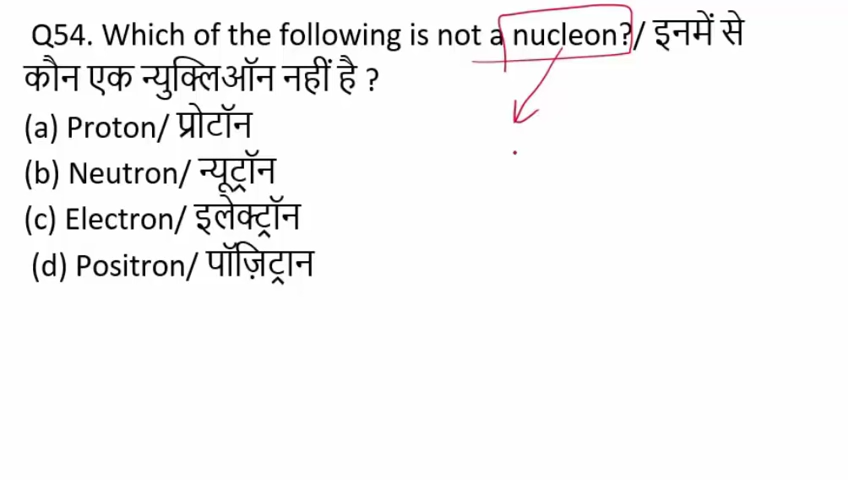 Q54. Which of the following is not a nucleon?/ इनमें से
कौन एक न्युक्लिऑन नहीं है ?
(a) Proton/ प्रोटॉन
(b) Neutron/ न्यूट्रॉन
(c) Electron/ इलेक्ट्रॉन
(d) Positron/ पॉज़िट्रान